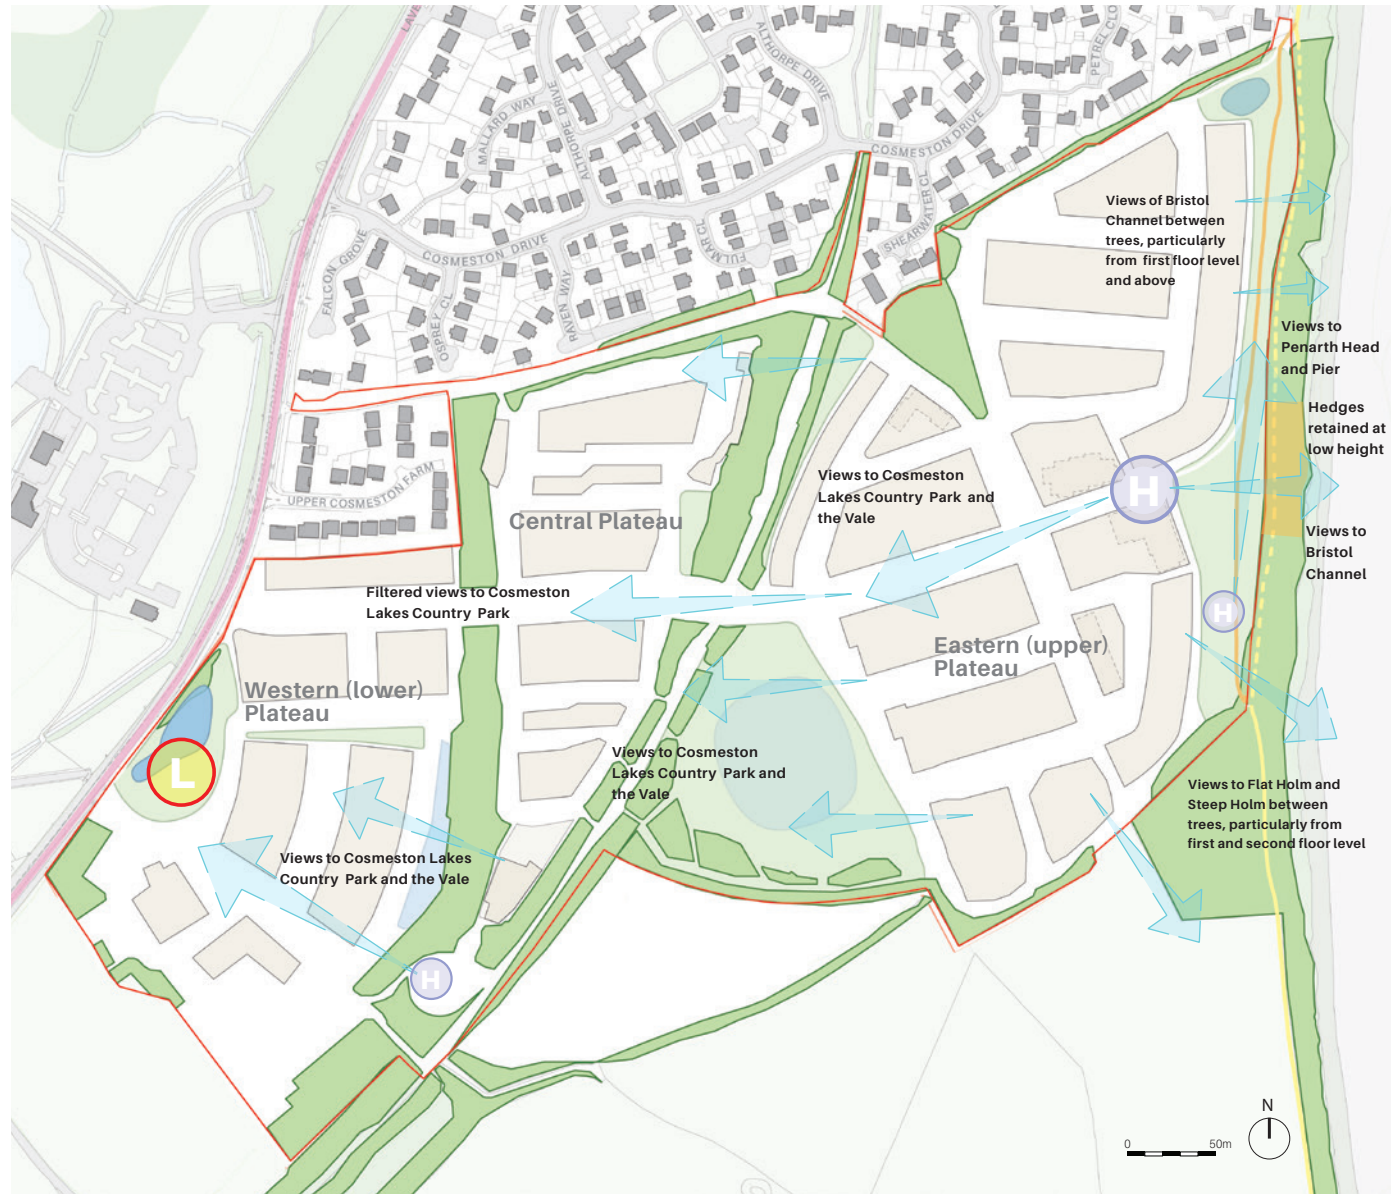 LAVE
MALLARD WAY
ALTHORPE DRIVE
ALTHORPE DRIVE
PETREL CLO
COSMESTON DRIVE
SHEARWATER CL
FALCON GROVE
COSMESTON DRIVE
OSPREY CL
RAVEN WAY
FULMAR CL
UPPER COSMESTON FARM
Views of Bristol
Channel between
trees, particularly
from first floor level
and above
Views to
Penarth Head
and Pier
Hedges
retained at
low height
Views to
Bristol
Channel
Views to Cosmeston
Lakes Country Park and
the Vale
H
H
Central Plateau
Filtered views to Cosmeston
Lakes Country Park
Eastern (upper)
Plateau
Western (lower)
Plateau
L
Views to Cosmeston
Lakes Country Park and
the Vale
Views to Flat Holm and
Steep Holm between
trees, particularly from
first and second floor level
Views to Cosmeston Lakes
Country Park and the Vale
H
N
0 50m